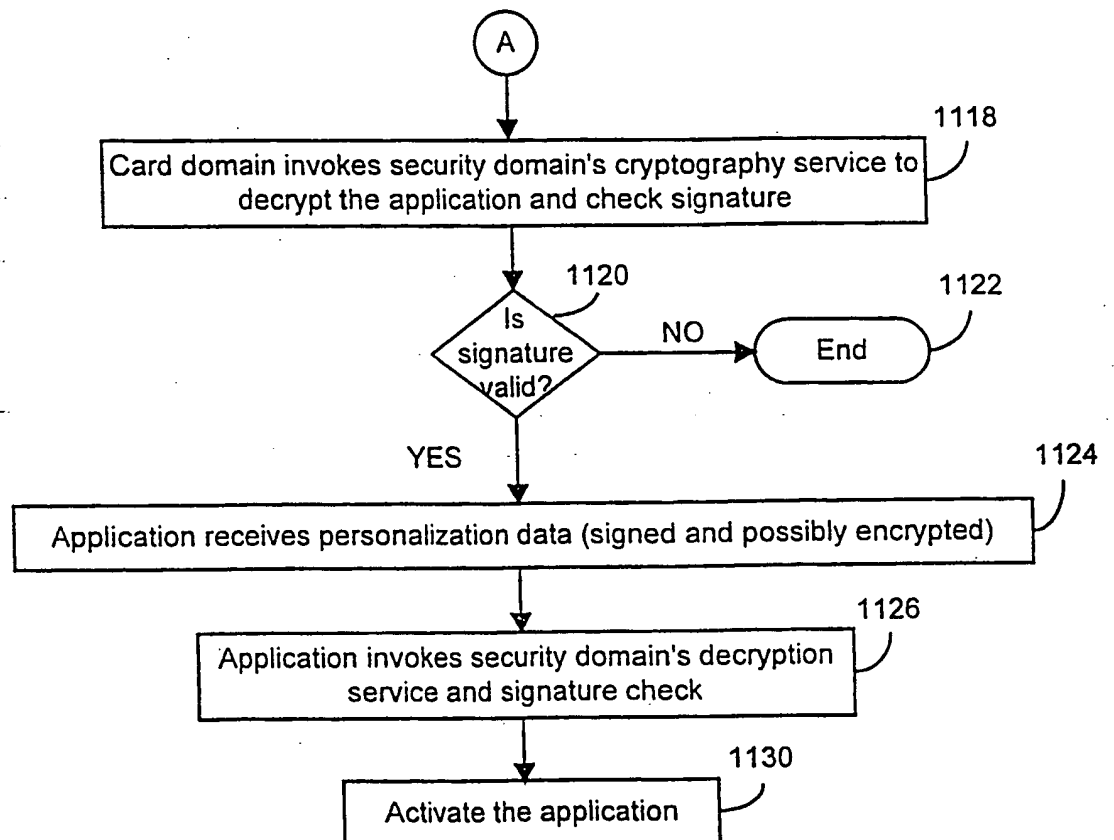 A
1118
Card domain invokes security domain's cryptography service to
decrypt the application and check signature
1120
Is
signature
valid?
NO
1122
End
YES
1124
Application receives personalization data (signed and possibly encrypted)
1126
Application invokes security domain's decryption
service and signature check
1130
Activate the application